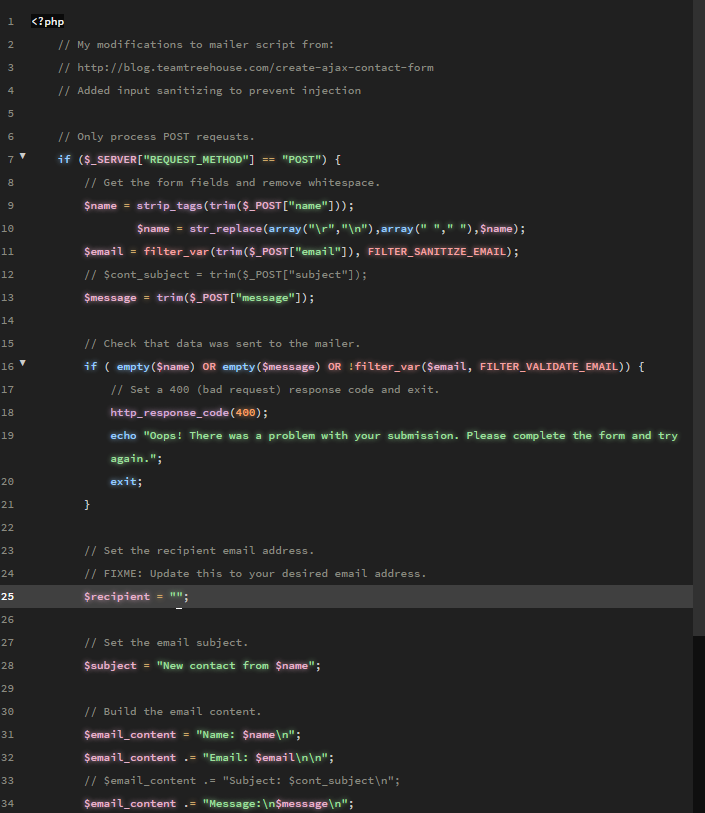 1 <?php
2 // My modifications to mailer script from:
3 // http://blog.teamtreehouse.com/create-ajax-contact-form
4 // Added input sanitizing to prevent injection
5
6 // Only process POST reqeusts.
7 if ($_SERVER["REQUEST_METHOD"] == "POST") {
8 // Get the form fields and remove whitespace.
9 $name = strip_tags(trim($_POST["name"]));
10 $name = str_replace(array("\r","\n"),array(" "," "),$name);
11 $email = filter_var(trim($_POST["email"]), FILTER_SANITIZE_EMAIL);
12 // $cont_subject = trim($_POST["subject"]);
13 $message = trim($_POST["message"]);
14
15 // Check that data was sent to the mailer.
16 if ( empty($name) OR empty($message) OR !filter_var($email, FILTER_VALIDATE_EMAIL)) {
17 // Set a 400 (bad request) response code and exit.
18 http_response_code(400);
19 echo "Oops! There was a problem with your submission. Please complete the form and try
again.";
20 exit;
21 }
22
23 // Set the recipient email address.
24 // FIXME: Update this to your desired email address.
25 $recipient = "";
26
27 // Set the email subject.
28 $subject = "New contact from $name";
29
30 // Build the email content.
31 $email_content = "Name: $name\n";
32 $email_content .= "Email: $email\n\n";
33 // $email_content .= "Subject: $cont_subject\n";
34 $email_content .= "Message:\n$message\n";